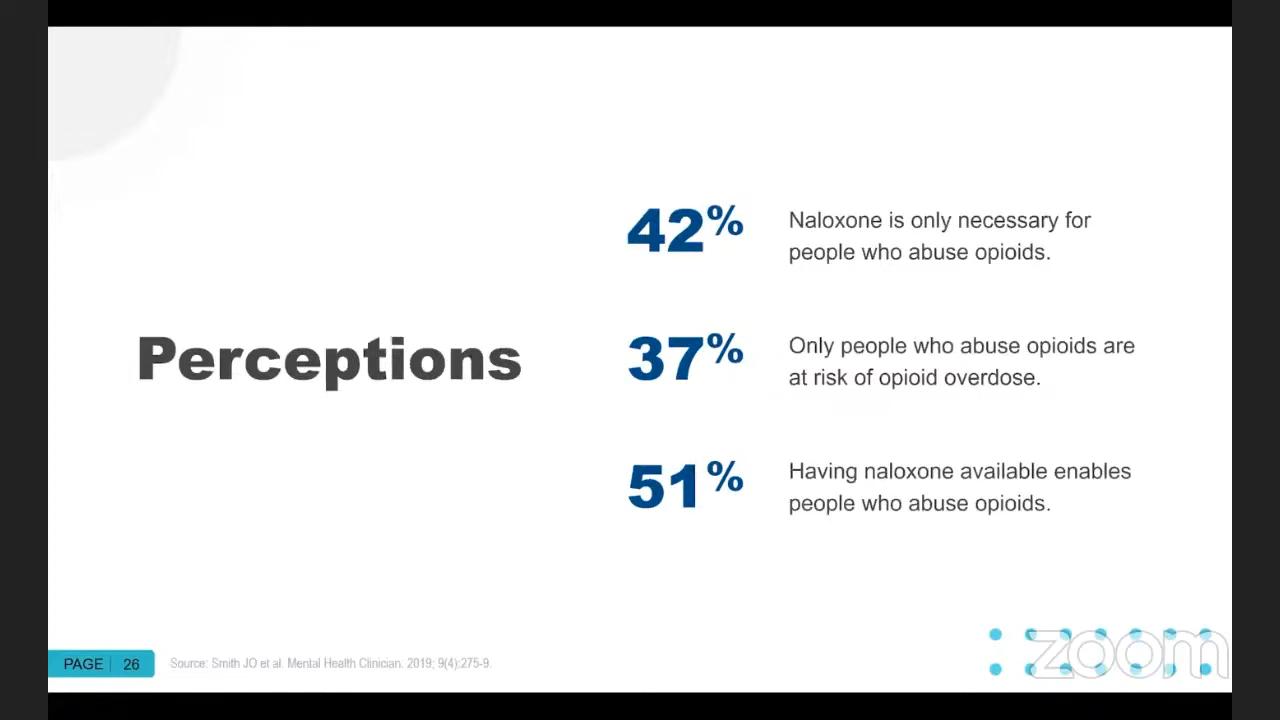 Perceptions
42%
Naloxone is only necessary for
people who abuse opioids.
37%
Only people who abuse opioids are
at risk of opioid overdose.
51%
Having naloxone available enables
people who abuse opioids.
PAGE 26
Source: Smith JO et al. Mental Health Clinician. 2019; 9(4):275-9.
zoom